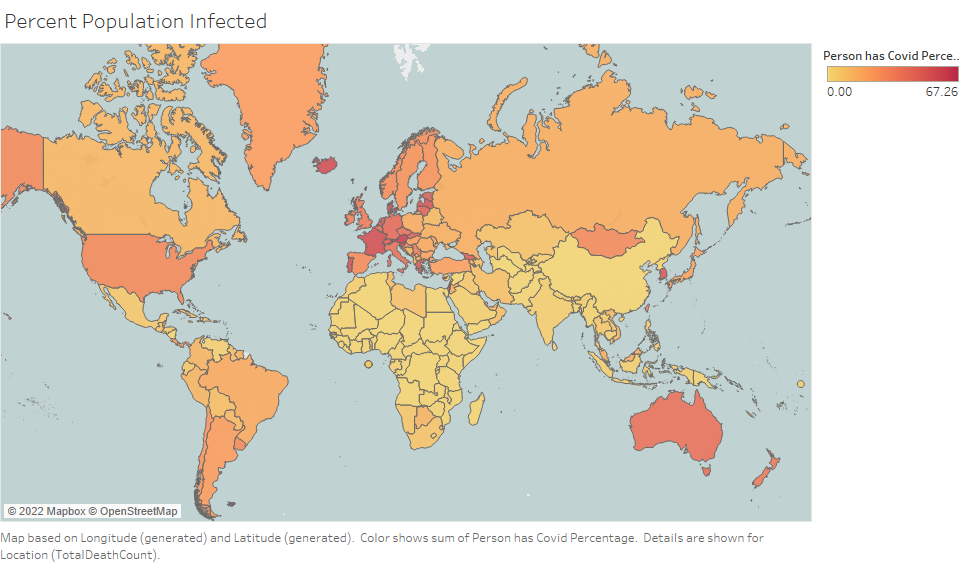 Percent Population Infected
Person has Covid Perce..
0.00 67.26
© 2022 Mapbox © OpenStreetMap
Map based on Longitude (generated) and Latitude (generated).  Color shows sum of Person has Covid Percentage.  Details are shown for
Location (TotalDeathCount).